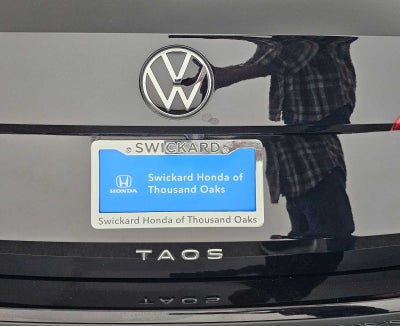 SWICKARD
Swickard Honda of
Thousand Oaks
HONDA
Swickard Honda of Thousand Oaks
TAOS